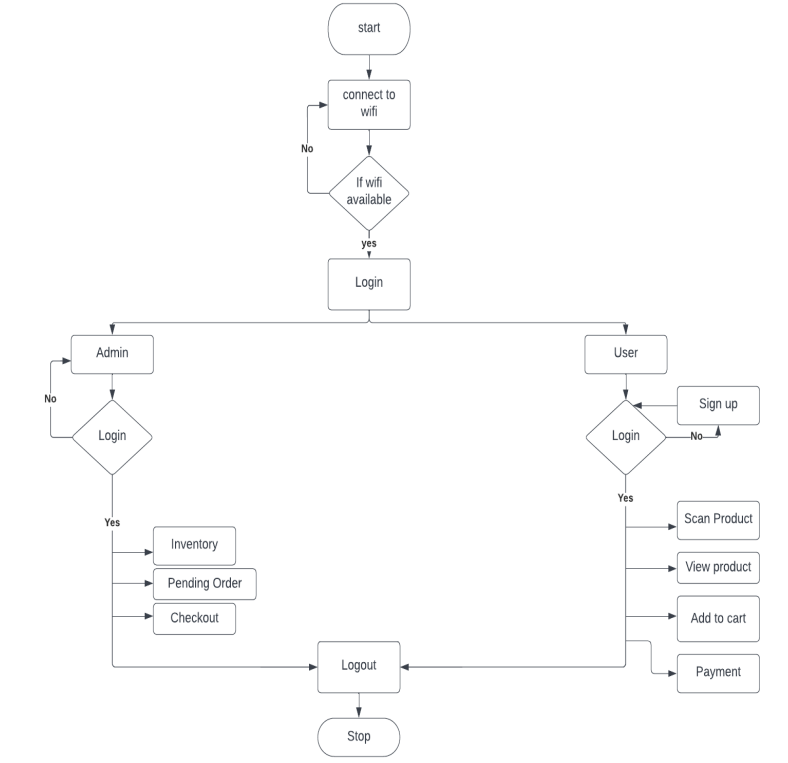 start
connect to
wifi
No
If wifi
available
yes
Login
Admin
User
No
Sign up
Login
Login
No
Yes
Yes
Scan Product
Inventory
View product
Pending Order
Checkout
Add to cart
Logout
Payment
Stop